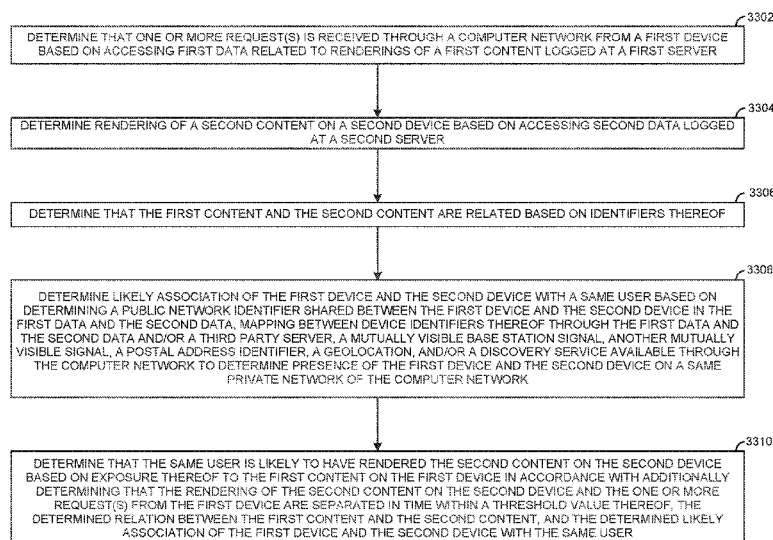 3302
DETERMINE THAT ONE OR MORE REQUEST(S) IS RECEIVED THROUGH A COMPUTER NETWORK FROM A FIRST DEVICE
BASED ON ACCESSING FIRST DATA RELATED TO RENDERINGS OF A FIRST CONTENT LOGGED AT A FIRST SERVER
3304
DETERMINE RENDERING OF A SECOND CONTENT ON A SECOND DEVICE BASED ON ACCESSING SECOND DATA LOGGED
AT A SECOND SERVER
3306
DETERMINE THAT THE FIRST CONTENT AND THE SECOND CONTENT ARE RELATED BASED ON IDENTIFIERS THEREOF
3308
DETERMINE LIKELY ASSOCIATION OF THE FIRST DEVICE AND THE SECOND DEVICE WITH A SAME USER BASED ON
DETERMINING A PUBLIC NETWORK IDENTIFIER SHARED BETWEEN THE FIRST DEVICE AND THE SECOND DEVICE IN THE
FIRST DATA AND THE SECOND DATA, MAPPING BETWEEN DEVICE IDENTIFIERS THEREOF THROUGH THE FIRST DATA AND
THE SECOND DATA AND/OR A THIRD PARTY SERVER, A MUTUALLY VISIBLE BASE STATION SIGNAL, ANOTHER MUTUALLY
VISIBLE SIGNAL, A POSTAL ADDRESS IDENTIFIER, A GEOLOCATION, AND/OR A DISCOVERY SERVICE AVAILABLE THROUGH
THE COMPUTER NETWORK TO DETERMINE PRESENCE OF THE FIRST DEVICE AND THE SECOND DEVICE ON A SAME
PRIVATE NETWORK OF THE COMPUTER NETWORK
3310
DETERMINE THAT THE SAME USER IS LIKELY TO HAVE RENDERED THE SECOND CONTENT ON THE SECOND DEVICE
BASED ON EXPOSURE THEREOF TO THE FIRST CONTENT ON THE FIRST DEVICE IN ACCORDANCE WITH ADDITIONALLY
DETERMINING THAT THE RENDERING OF THE SECOND CONTENT ON THE SECOND DEVICE AND THE ONE OR MORE
REQUEST(S) FROM THE FIRST DEVICE ARE SEPARATED IN TIME WITHIN A THRESHOLD VALUE THEREOF, THE
DETERMINED RELATION BETWEEN THE FIRST CONTENT AND THE SECOND CONTENT, AND THE DETERMINED LIKELY
ASSOCIATION OF THE FIRST DEVICE AND THE SECOND DEVICE WITH THE SAME USER